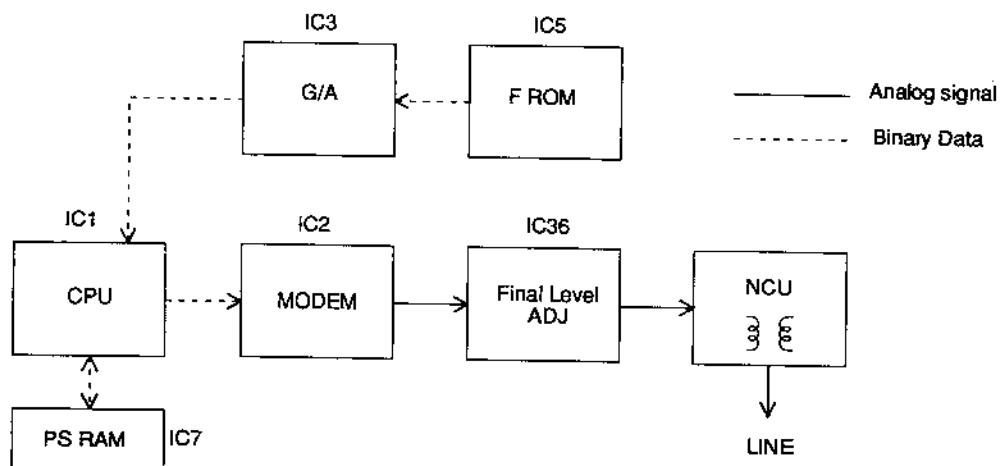 IC3
IC5
G/A
F ROM
Analog signal
Binary Data
IC1
IC2
IC36
CPU
MODEM
Final Level
ADJ
NCU
PS RAM
IC7
LINE